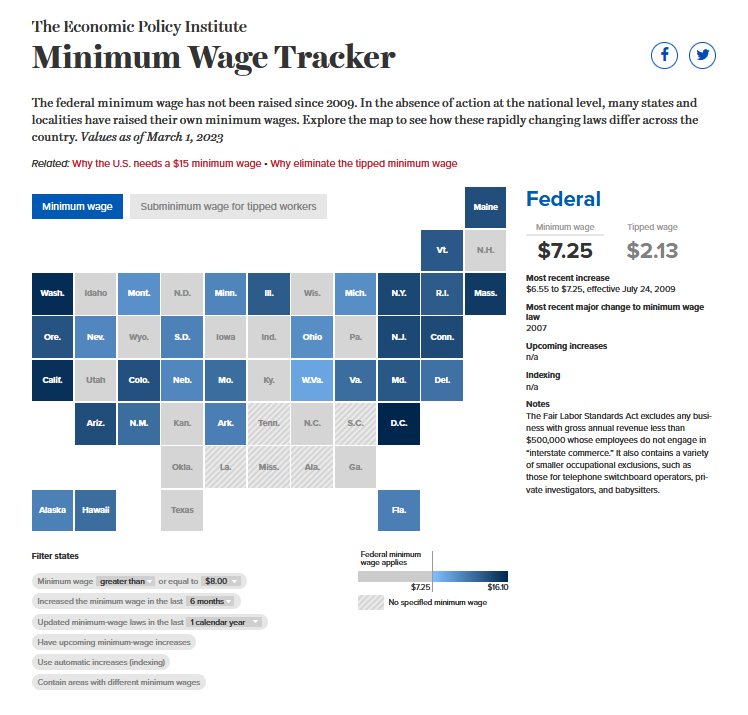 The Economic Policy Institute
Minimum Wage Tracker
The federal minimum wage has not been raised since 2009. In the absence of action at the national level, many states and
localities have raised their own minimum wages. Explore the map to see how these rapidly changing laws differ across the
country. Values as of March 1, 2023
Related: Why the U.S. needs a $15 minimum wage • Why eliminate the tipped minimum wage
Minimum wage
Subminimum wage for tipped workers
Maine
Vt. N.H.
Wash. Idaho Mont. N.D. Minn. Ill. Wis. Mich. N.Y. R.I. Mass.
Ore. Nev. Wyo. S.D. Iowa Ind. Ohio Pa. N.J. Conn.
Calif. Utah Colo. Neb. Mo. Ky. W.Va. Va. Md. Del.
Ariz. N.M. Kan. Ark. Tenn. N.C. S.C. D.C.
Okla. La. Miss. Ala. Ga.
Alaska Hawaii Texas Fla.
Federal
Minimum wage Tipped wage
$7.25 $2.13
Most recent increase
$6.55 to $7.25, effective July 24, 2009
Most recent major change to minimum wage
law
2007
Upcoming increases
n/a
Indexing
n/a
Notes
The Fair Labor Standards Act excludes any busi-
ness with gross annual revenue less than
$500,000 whose employees do not engage in
"interstate commerce." It also contains a variety
of smaller occupational exclusions, such as
those for telephone switchboard operators, pri-
vate investigators, and babysitters.
Filter states
Minimum wage greater than or equal to $8.00
Increased the minimum wage in the last 6 months
Updated minimum-wage laws in the last 1 calendar year
Have upcoming minimum-wage increases
Use automatic increases (indexing)
Contain areas with different minimum wages
Federal minimum
wage applies
$7.25 $16.10
No specified minimum wage